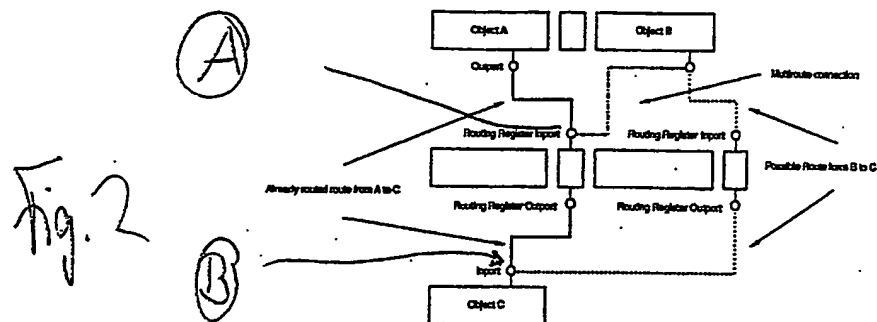 A
Object A
Object B
Outport
Multiroute-connection
Routing Register Inport
Routing Register Inport
Fig. 2
Already routed route from A to C
Possible Route from B to C
Routing Register Outport
Routing Register Outport
B
Inport
Object C